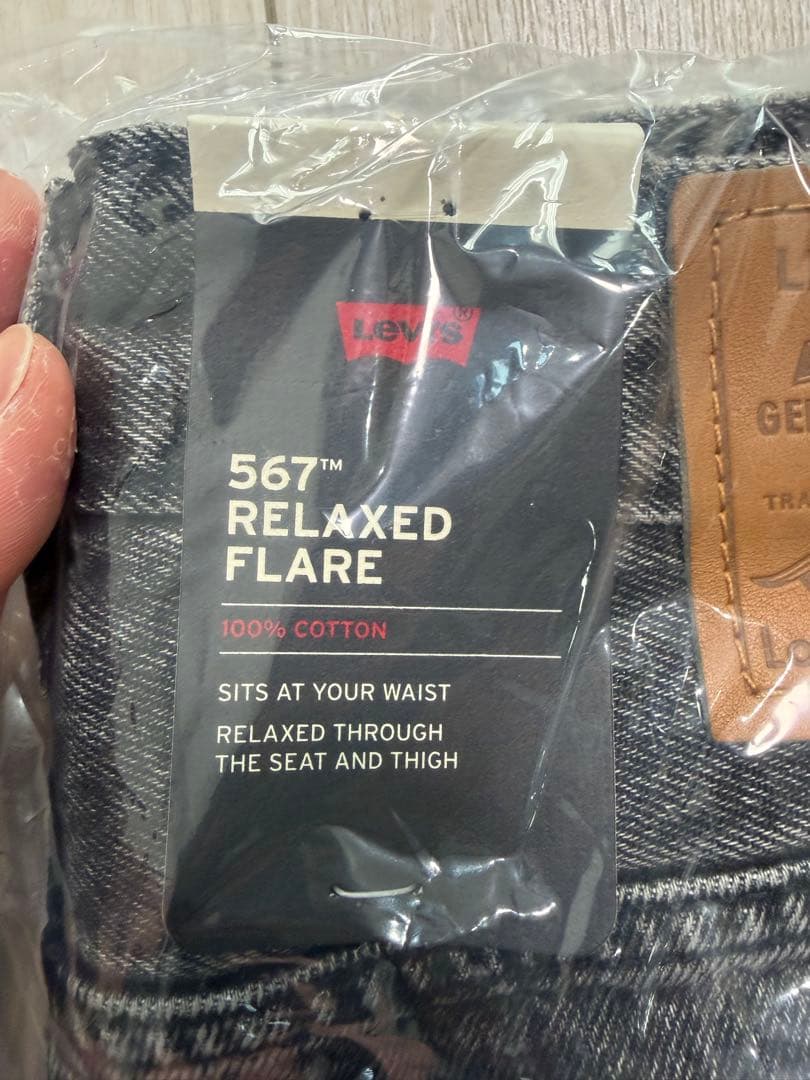 Levi's®
567™
RELAXED
FLARE
100% COTTON
SITS AT YOUR WAIST
RELAXED THROUGH
THE SEAT AND THIGH